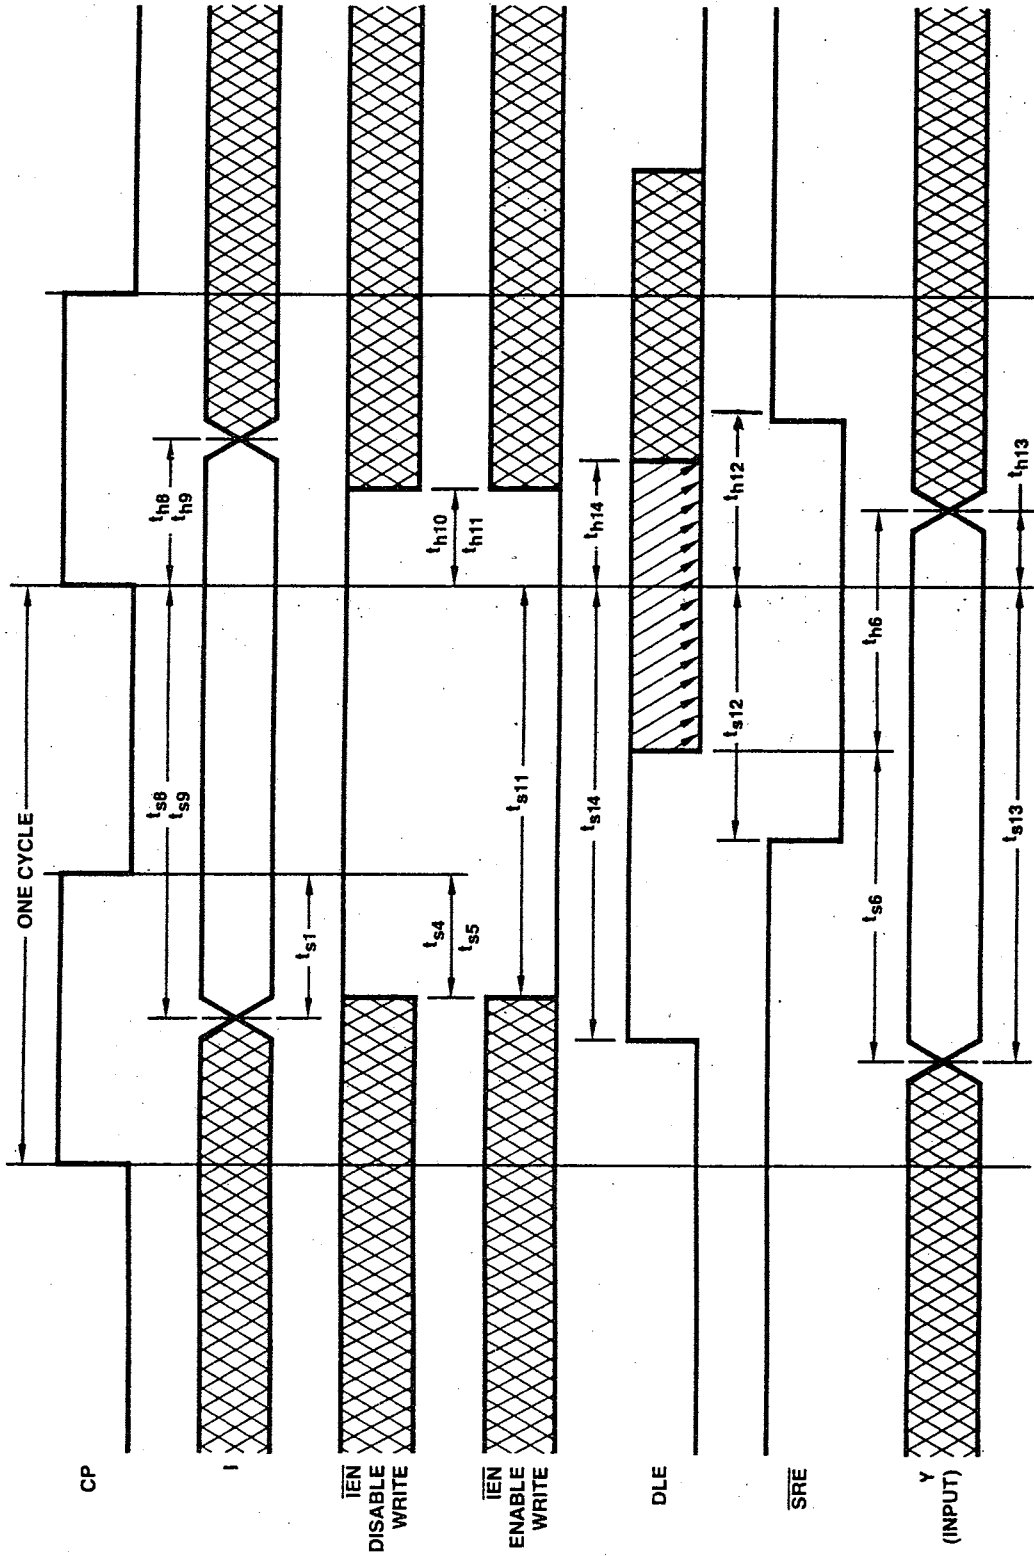 ONE CYCLE
CP
ts8
ts9
th8
th9
I
ts1
IEN
DISABLE
WRITE
ts4
ts5
th10
th11
IEN
ENABLE
WRITE
ts11
ts14
th14
DLE
ts12
th12
SRE
ts6
th6
Y
(INPUT)
ts13
th13